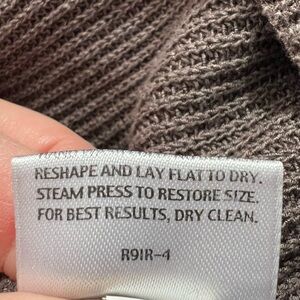 RESHAPE AND LAY FLAT TO DRY.
STEAM PRESS TO RESTORE SIZE.
FOR BEST RESULTS, DRY CLEAN.
R9IR-4